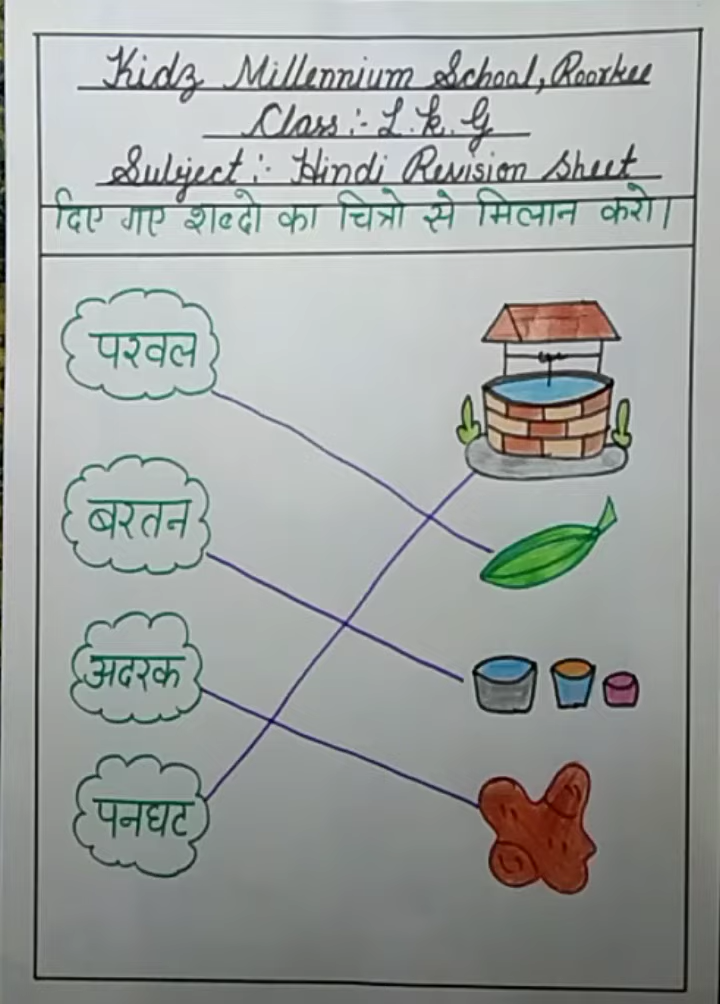 Kidz Millennium School, Roorkee
Class :- L.K.G
Subject :- Hindi Revision Sheet
दिए गए शब्दो का चित्रो से मिलान करो।
परवल
बरतन
अदरक
पनघट